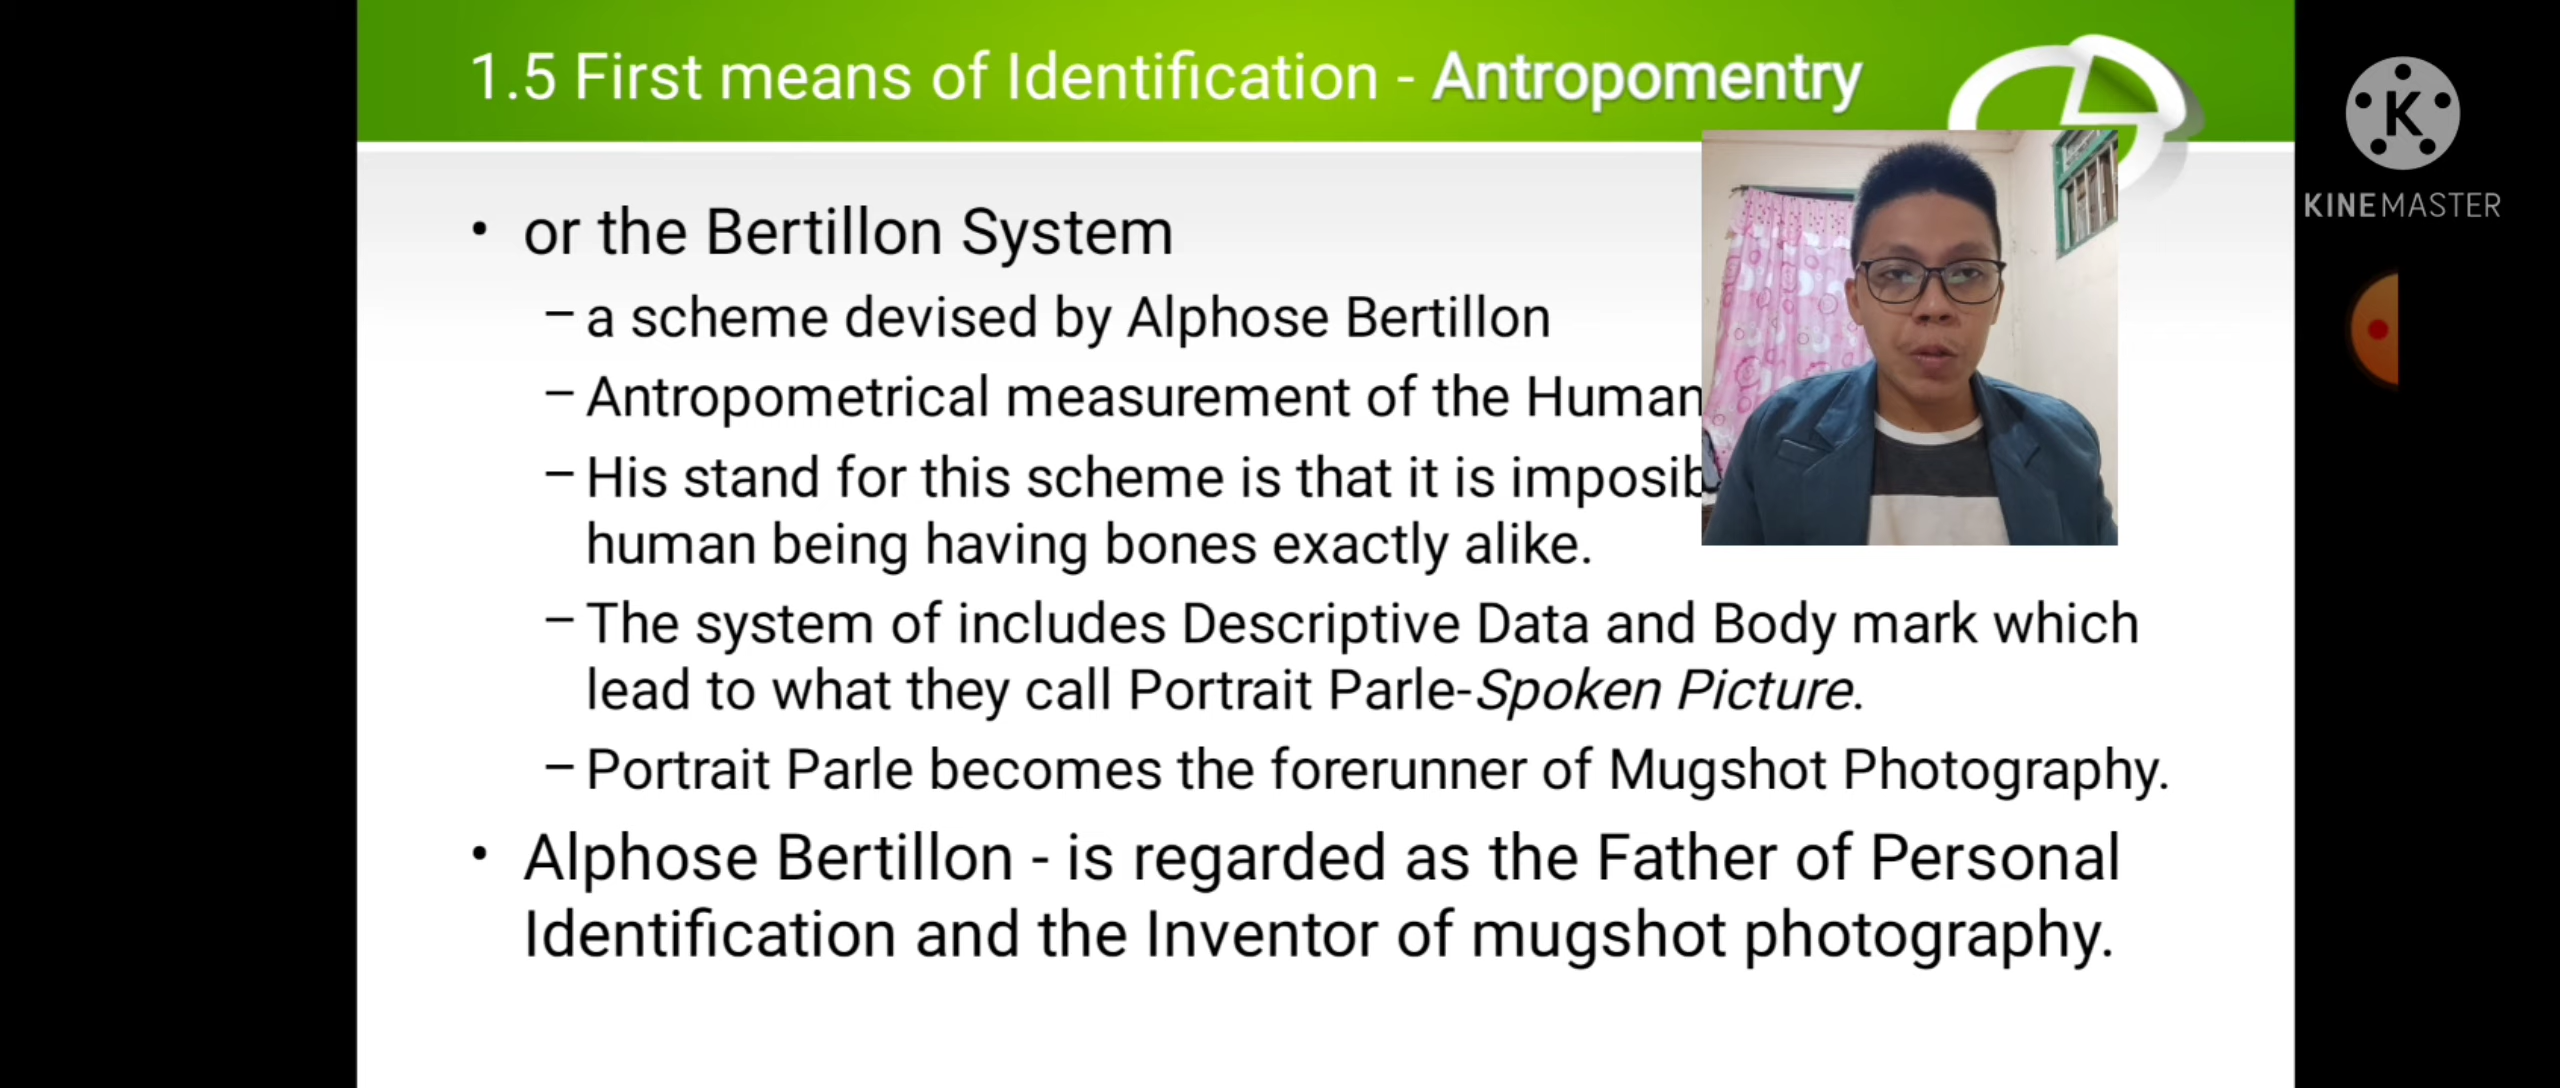 1.5 First means of Identification - Antropomentry
• or the Bertillon System
– a scheme devised by Alphose Bertillon
– Antropometrical measurement of the Human
– His stand for this scheme is that it is
human being having bones exactly alike.
– The system of includes Descriptive Data and Body mark which
lead to what they call Portrait Parle-Spoken Picture.
– Portrait Parle becomes the forerunner of Mugshot Photography.
• Alphose Bertillon - is regarded as the Father of Personal
Identification and the Inventor of mugshot photography.
K
KINEMASTER